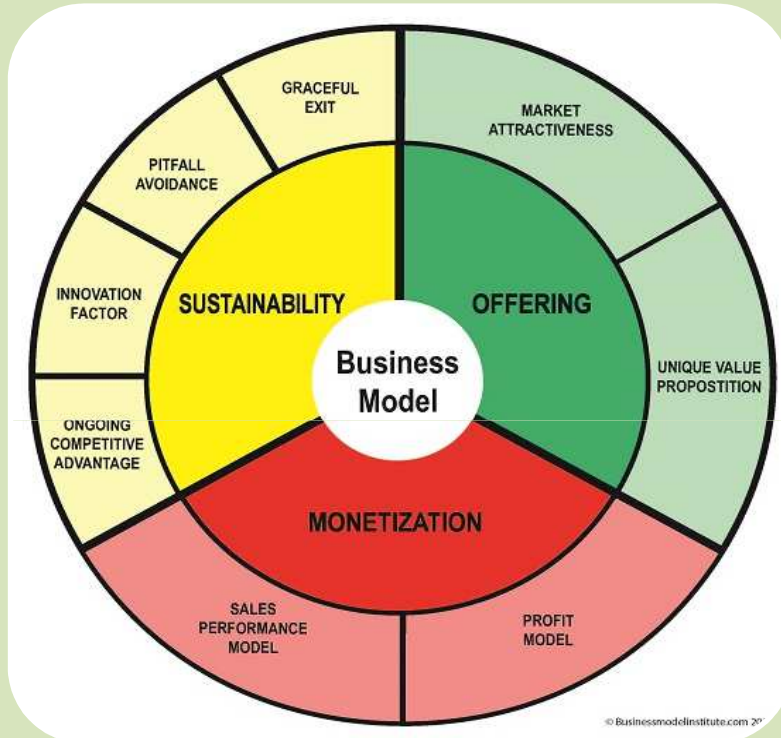 GRACEFUL
EXIT
MARKET
ATTRACTIVENESS
PITFALL
AVOIDANCE
INNOVATION
FACTOR
SUSTAINABILITY
OFFERING
Business
Model
UNIQUE VALUE
PROPOSTITION
ONGOING
COMPETITIVE
ADVANTAGE
MONETIZATION
SALES
PERFORMANCE
MODEL
PROFIT
MODEL
© Businessmodelinstitute.com